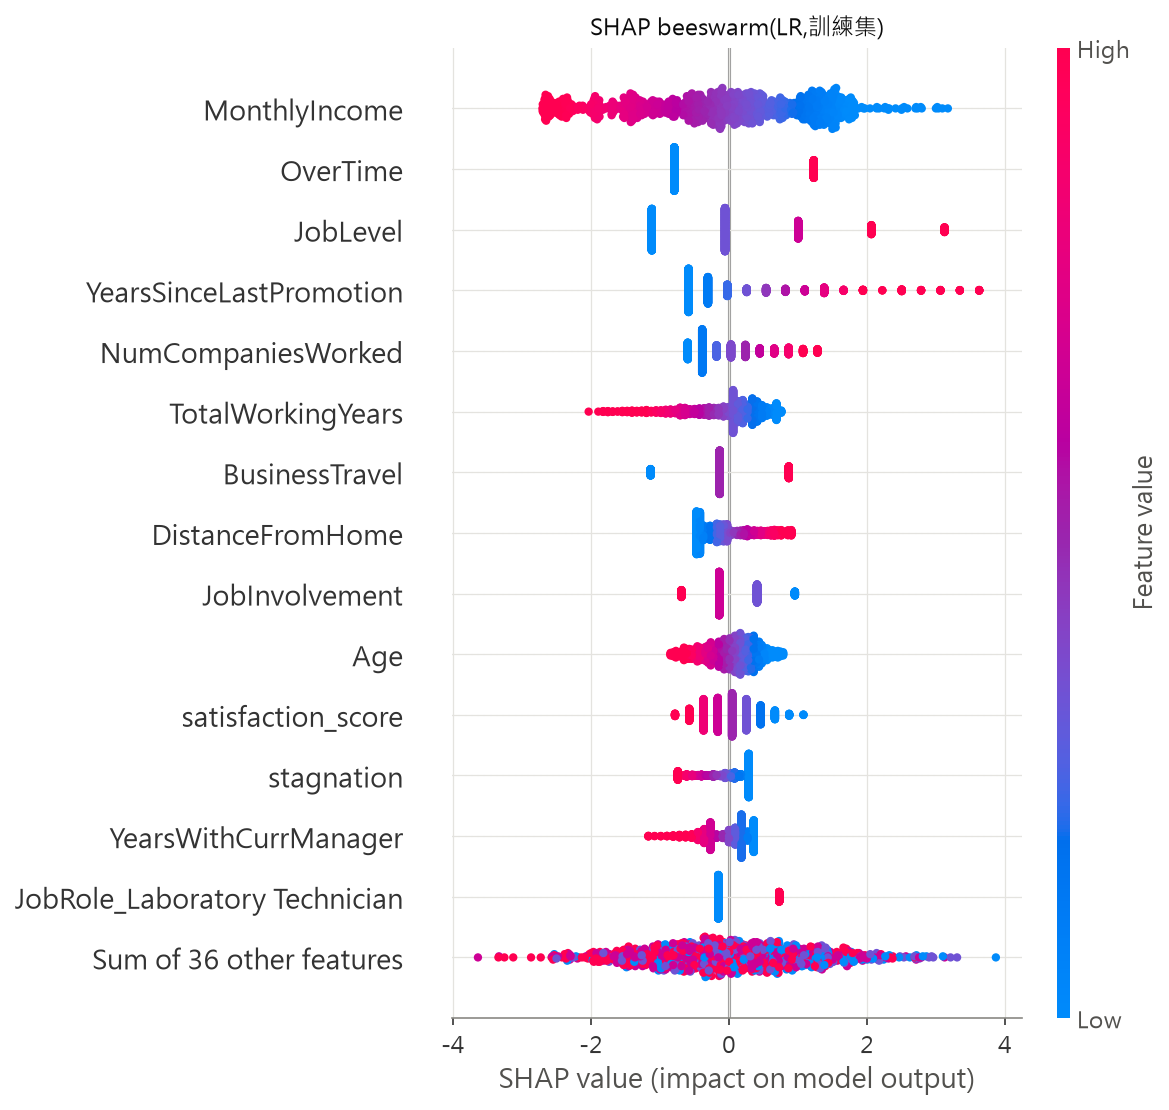 SHAP beeswarm(LR,訓練集)
High
MonthlyIncome
OverTime
JobLevel
YearsSinceLastPromotion
NumCompaniesWorked
TotalWorkingYears
BusinessTravel
DistanceFromHome
JobInvolvement
Age
satisfaction_score
stagnation
YearsWithCurrManager
JobRole_Laboratory Technician
Sum of 36 other features
Feature value
Low
-4 -2 0 2 4
SHAP value (impact on model output)